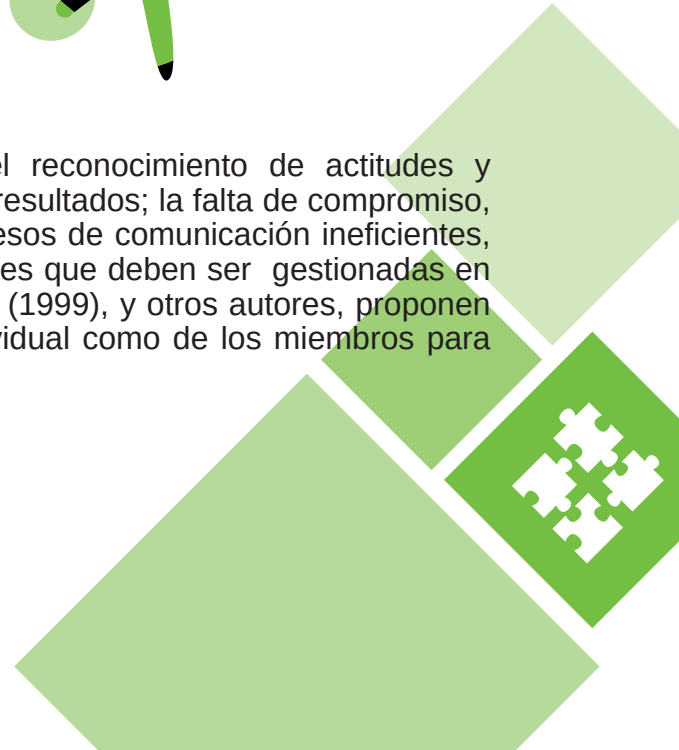 el reconocimiento de actitudes y
resultados; la falta de compromiso,
esos de comunicación ineficientes,
es que deben ser gestionadas en
(1999), y otros autores, proponen
vidual como de los miembros para